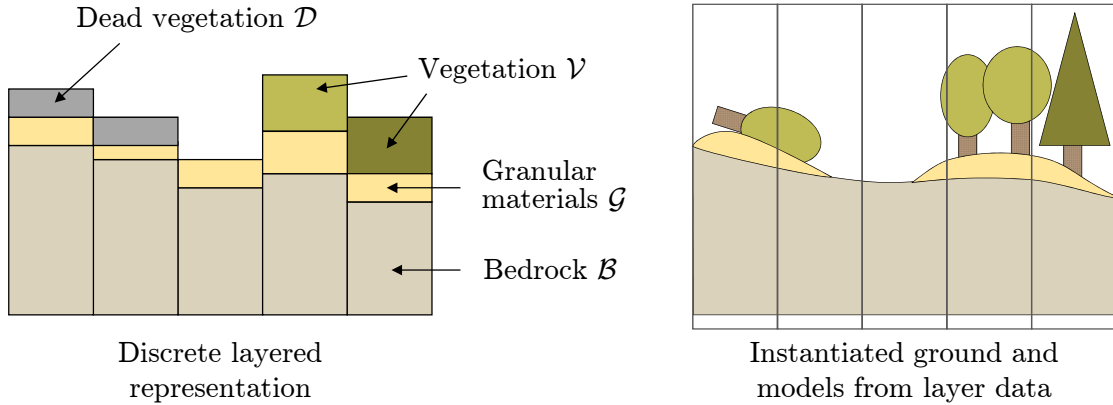 Dead vegetation 𝒟
Vegetation 𝒱
Granular
materials 𝒢
Bedrock ℬ
Discrete layered
representation
Instantiated ground and
models from layer data